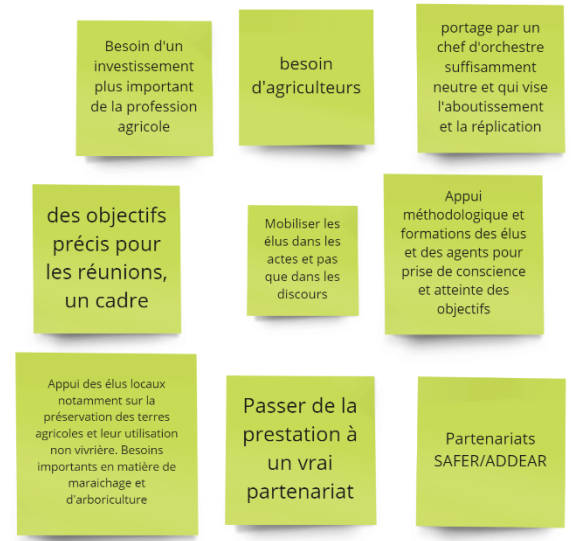 Besoin d'un
investissement
plus important
de la profession
agricole
besoin
d'agriculteurs
portage par un
chef d'orchestre
suffisamment
neutre et qui vise
l'aboutissement
et la réplication
des objectifs
précis pour
les réunions,
un cadre
Mobiliser les
élus dans les
actes et pas
que dans les
discours
Appui
méthodologique et
formations des élus
et des agents pour
prise de conscience
et atteinte des
objectifs
Appui des élus locaux
notamment sur la
préservation des terres
agricoles et leur utilisation
non vivrière. Besoins
importants en matière de
maraichage et
d'arboriculture
Passer de la
prestation à
un vrai
partenariat
Partenariats
SAFER/ADDEAR